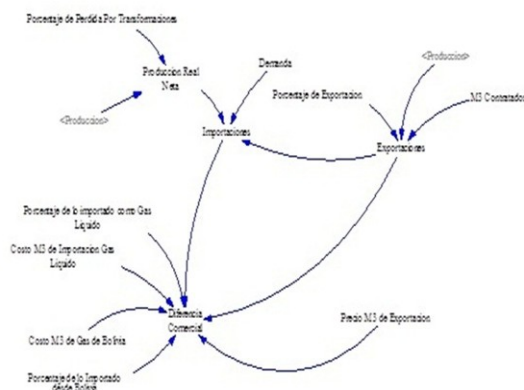 Porcentaje de Perdida Por Transformaciones
Produccion Real
Neta
Demanda
<Produccion>
Porcentaje de Exportacion
M3 Contratados
<Produccion>
Importaciones
Exportaciones
Porcentaje de lo importado como Gas
Liquido
Costo M3 de Importacion Gas
Liquido
Diferencia
Comercial
Precio M3 de Exportacion
Costo M3 de Gas de Bolivia
Porcentaje de lo Importado
desde Bolivia